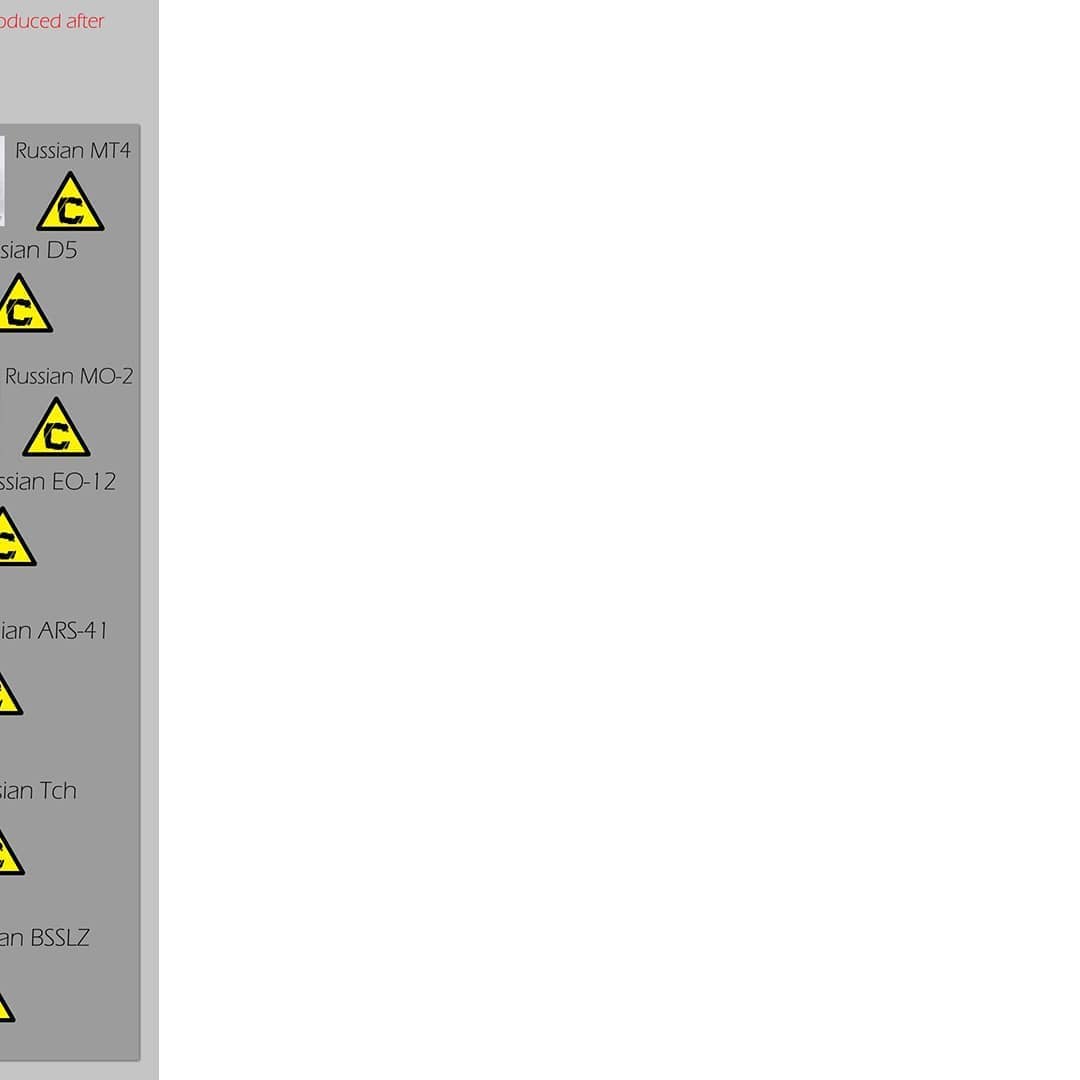 oduced after
Russian MT4
C
sian D5
C
Russian MO-2
C
ssian EO-12
C
ian ARS-41
sian Tch
an BSSLZ